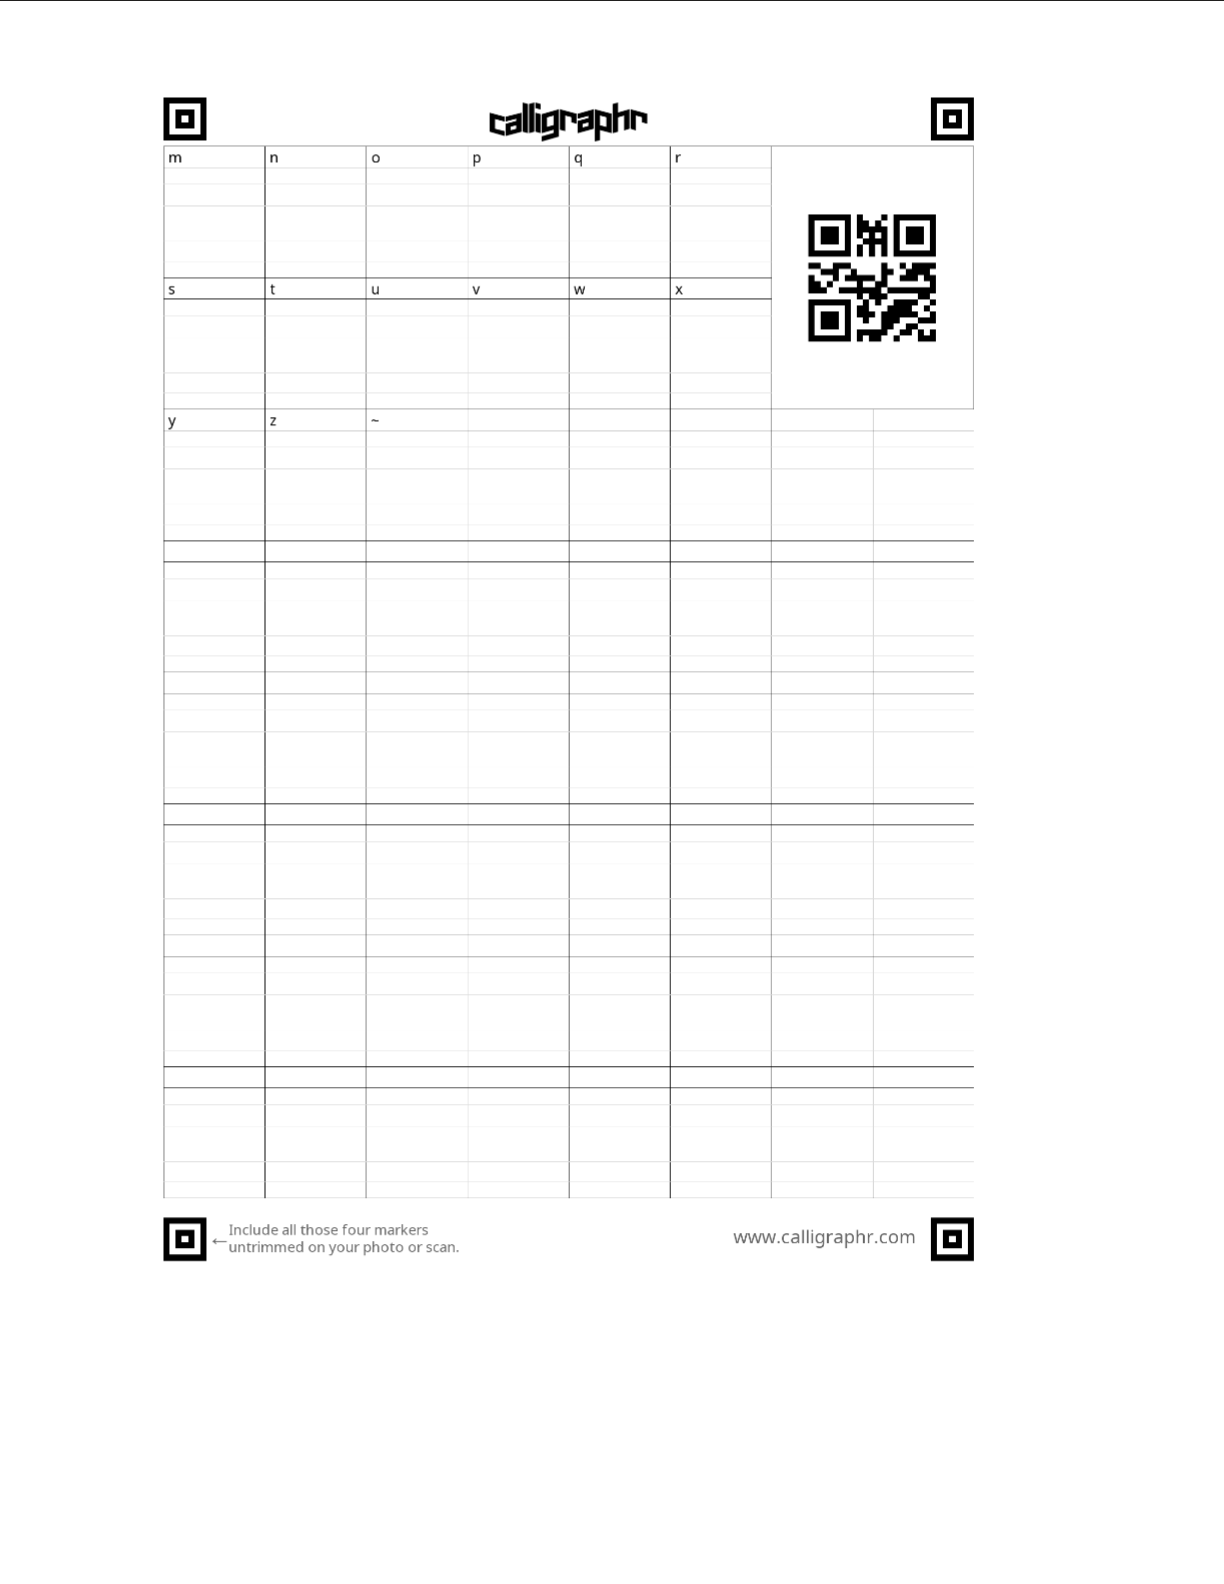 calligraphr
m n o p q r
s t u v w x
y z ~
Include all those four markers
←untrimmed on your photo or scan.
www.calligraphr.com